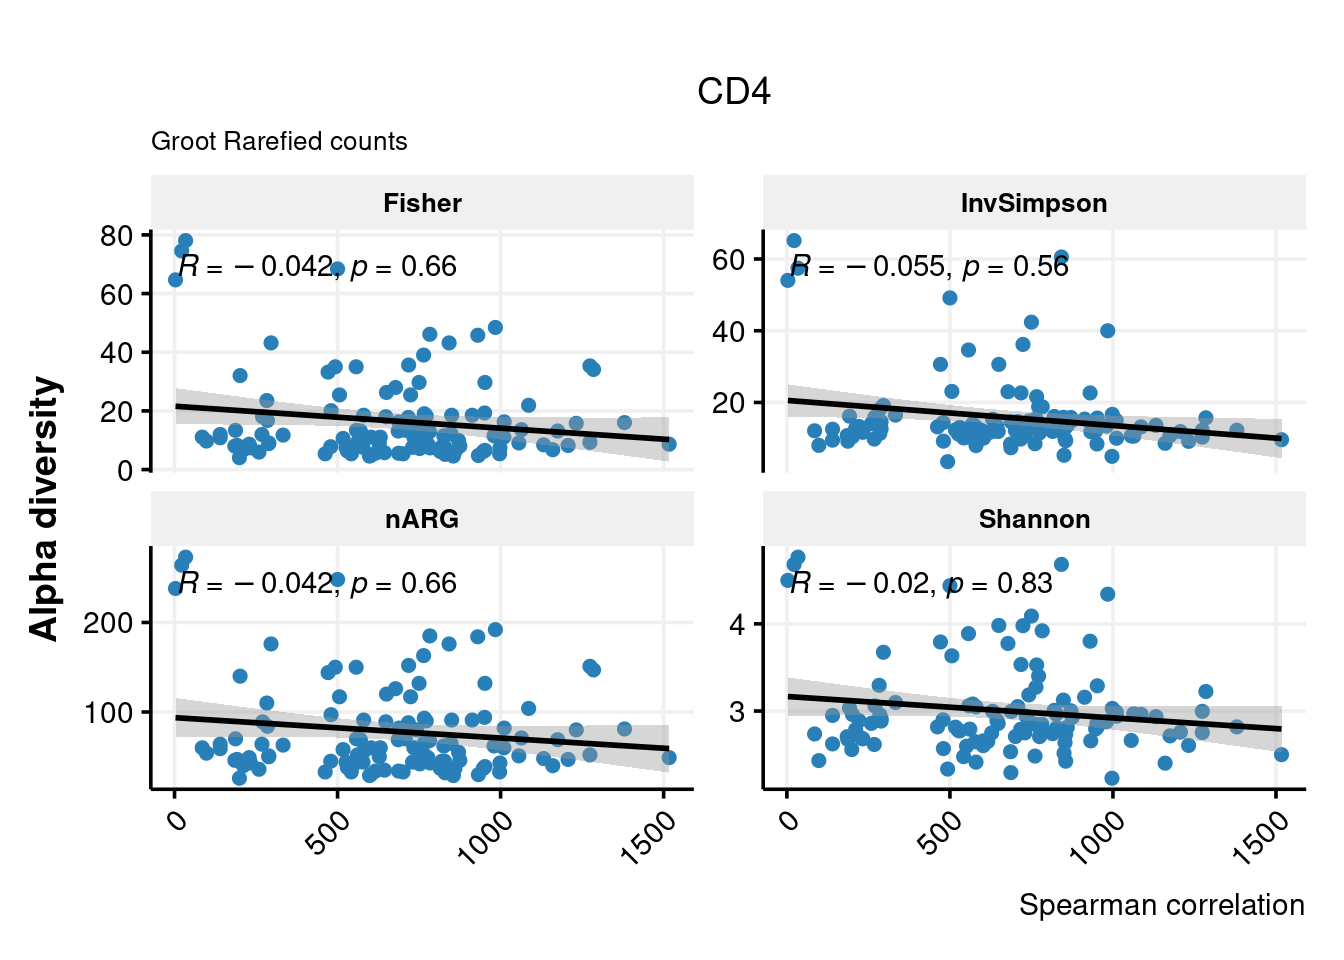 CD4
Groot Rarefied counts
Fisher
InvSimpson
80
60
40
20
0
R = −0.042, p = 0.66
60
40
20
R = −0.055, p = 0.56
Alpha diversity
nARG
Shannon
200
100
R = −0.042, p = 0.66
4
3
R = −0.02, p = 0.83
0
500
1000
1500
0
500
1000
1500
Spearman correlation